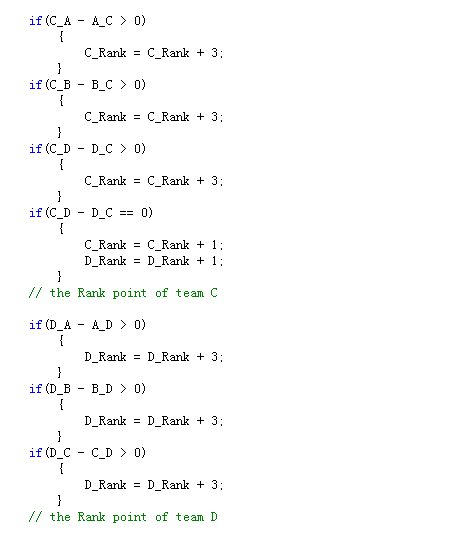 if(C_A - A_C > 0)
{
C_Rank = C_Rank + 3;
}
if(C_B - B_C > 0)
{
C_Rank = C_Rank + 3;
}
if(C_D - D_C > 0)
{
C_Rank = C_Rank + 3;
}
if(C_D - D_C == 0)
{
C_Rank = C_Rank + 1;
D_Rank = D_Rank + 1;
}
// the Rank point of team C
if(D_A - A_D > 0)
{
D_Rank = D_Rank + 3;
}
if(D_B - B_D > 0)
{
D_Rank = D_Rank + 3;
}
if(D_C - C_D > 0)
{
D_Rank = D_Rank + 3;
}
// the Rank point of team D